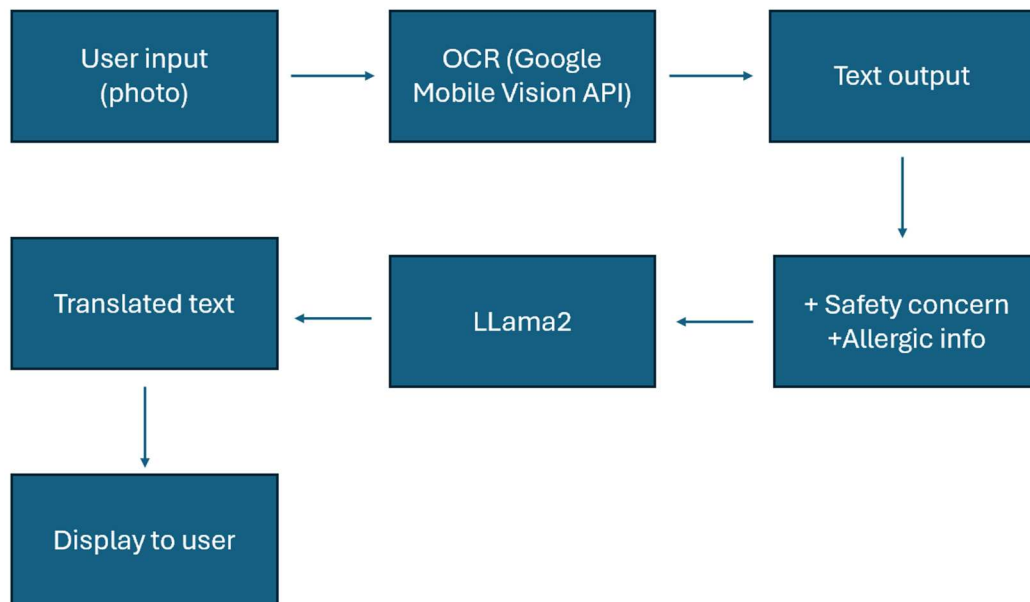 User input
(photo)
OCR (Google
Mobile Vision API)
Text output
+ Safety concern
+Allergic info
LLama2
Translated text
Display to user